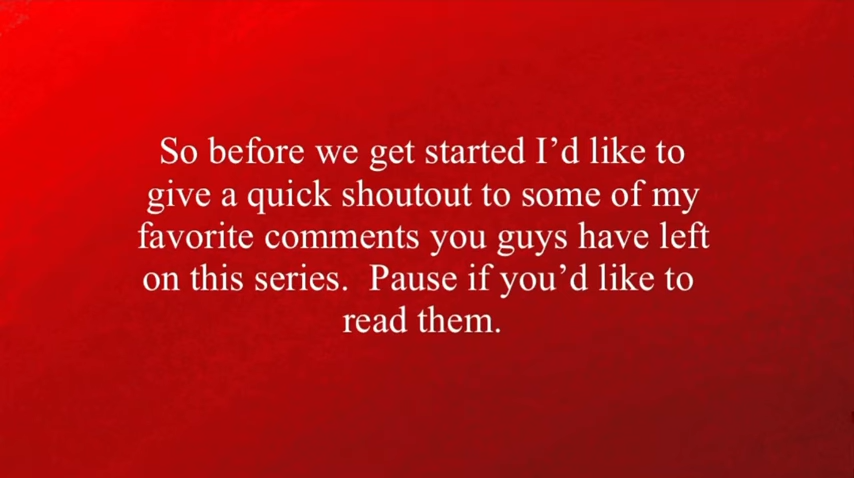 So before we get started I’d like to
give a quick shoutout to some of my
favorite comments you guys have left
on this series.  Pause if you’d like to
read them.